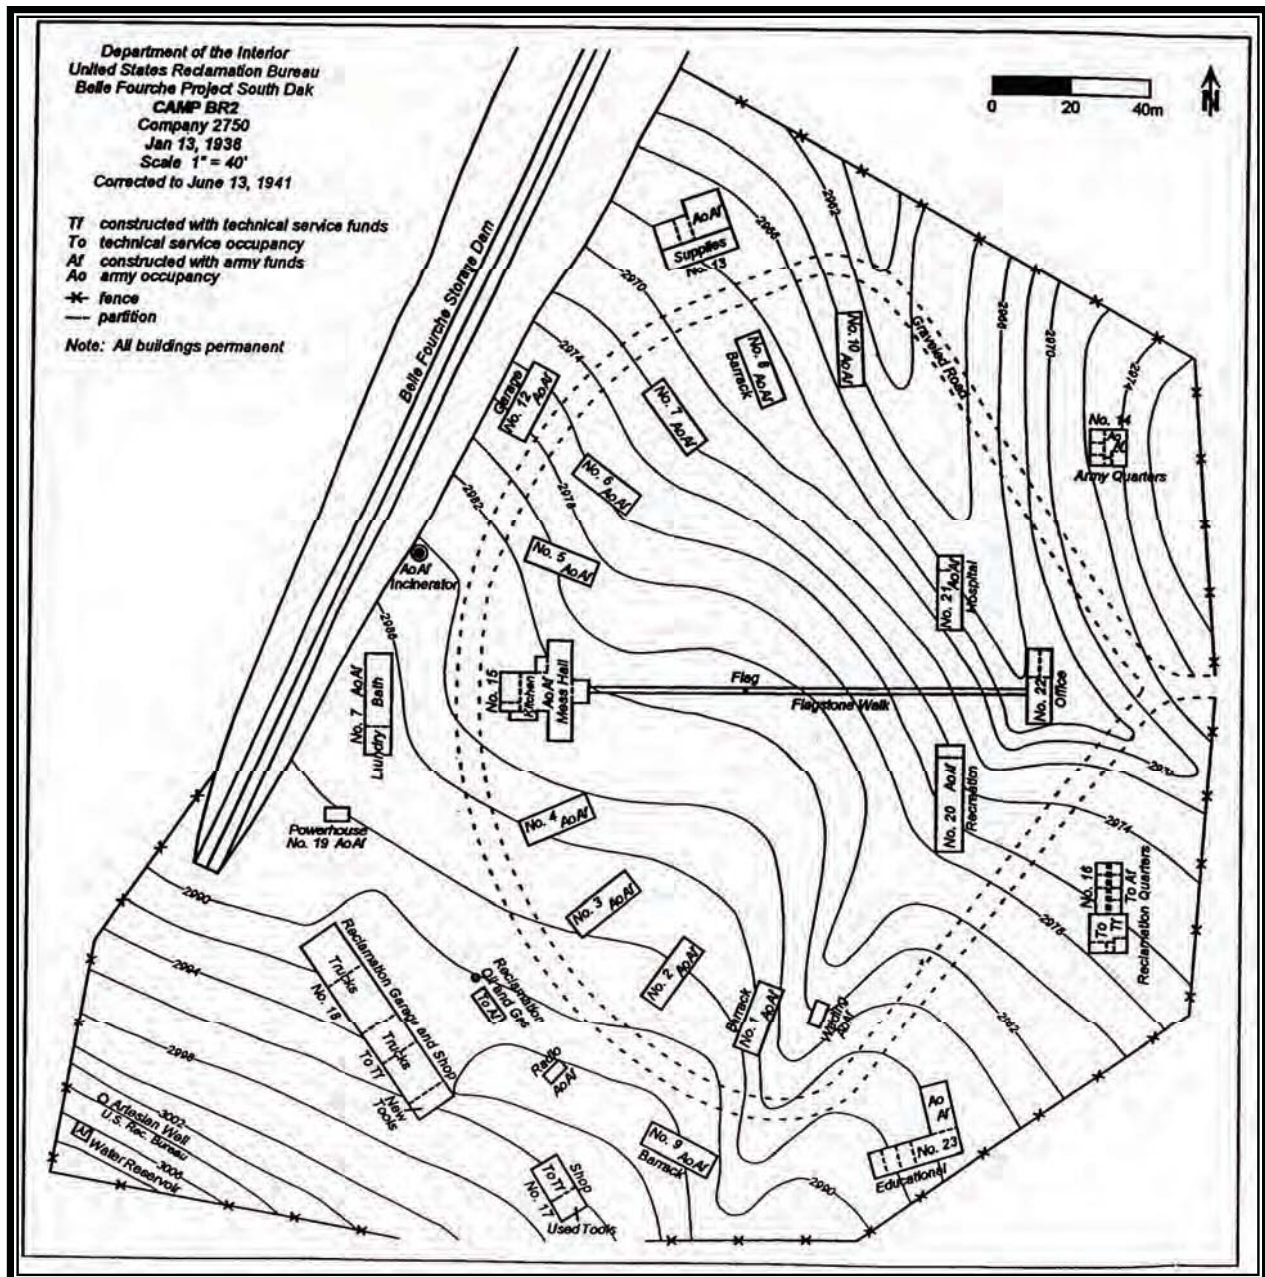 Department of the Interior
United States Reclamation Bureau
Belle Fourche Project South Dak
CAMP BR2
Company 2750
Jan 13, 1938
Scale 1" = 40'
Corrected to June 13, 1941
Tf constructed with technical service funds
To technical service occupancy
Af constructed with army funds
Ao army occupancy
fence
partition
Note: All buildings permanent
0 20 40m
N
Belle Fourche Storage Dam
AoAf
Supplies
No. 13
2962
2966
2970
2974
2978
2982
2986
Graveled Road
2966
2970
2974
No. 10 AoAf
No. 8 AoAf
Barrack
No. 7 AoAf
Garage
No. 12 AoAf
No. 6 AoAf
No. 5 AoAf
No. 14
Ao Af
Army Quarters
AoAf
Incinerator
No. 21 AoAf
Hospital
No. 7 AoAf
Laundry Bath
No. 15
Kitchen
AoAf
Mess Hall
Flag
Flagstone Walk
No. 22
Office
No. 20 AoAf
Recreation
2974
2978
2982
No. 16
To Af
To Tf
Reclamation Quarters
Powerhouse
No. 19 AoAf
No. 4 AoAf
No. 3 AoAf
No. 2 AoAf
Barrack
No. 1 AoAf
Welding
AoAf
2990
2994
2998
3002
3006
Reclamation Garage and Shop
Trucks
No. 18
Trucks
To Tf
New Tools
Reclamation
Oil and Gas
To Af
Radio
AoAf
Artesian Well
U.S. Rec. Bureau
Af
Water Reservoir
No. 9 AoAf
Barrack
Shop
To Tf
No. 17
Used Tools
Ao Af
No. 23
Educational
2990